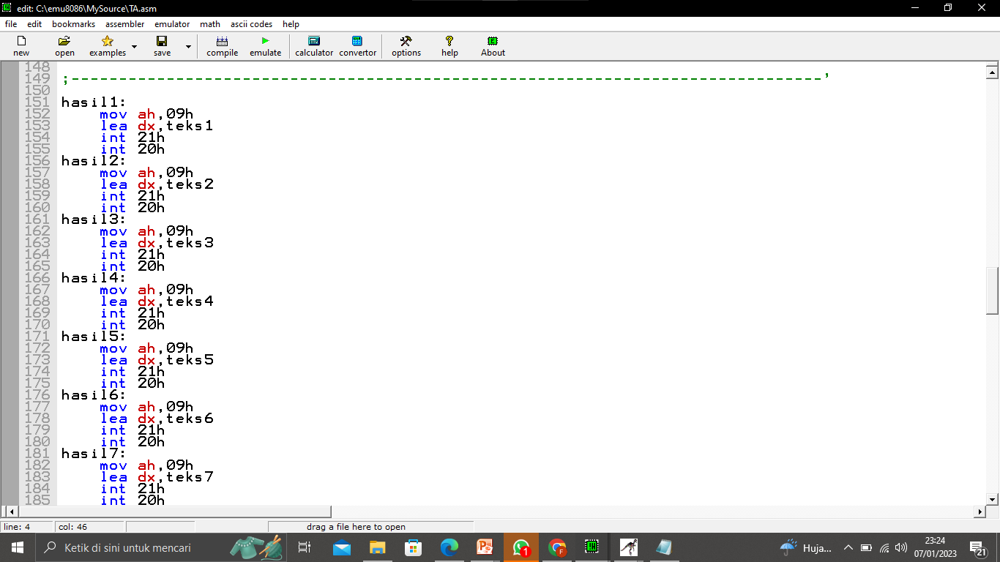 edit: C:\emu8086\MySource\TA.asm
file edit bookmarks assembler emulator math ascii codes help
new open examples save compile emulate calculator convertor options help About
148
149 ;-------------------------------------------------------------------------------'
150
151 hasil1:
152 mov ah,09h
153 lea dx,teks1
154 int 21h
155 int 20h
156 hasil2:
157 mov ah,09h
158 lea dx,teks2
159 int 21h
160 int 20h
161 hasil3:
162 mov ah,09h
163 lea dx,teks3
164 int 21h
165 int 20h
166 hasil4:
167 mov ah,09h
168 lea dx,teks4
169 int 21h
170 int 20h
171 hasil5:
172 mov ah,09h
173 lea dx,teks5
174 int 21h
175 int 20h
176 hasil6:
177 mov ah,09h
178 lea dx,teks6
179 int 21h
180 int 20h
181 hasil7:
182 mov ah,09h
183 lea dx,teks7
184 int 21h
185 int 20h
line: 4 col: 46 drag a file here to open
Ketik di sini untuk mencari 1 Huja... 23:24
07/01/2023 21